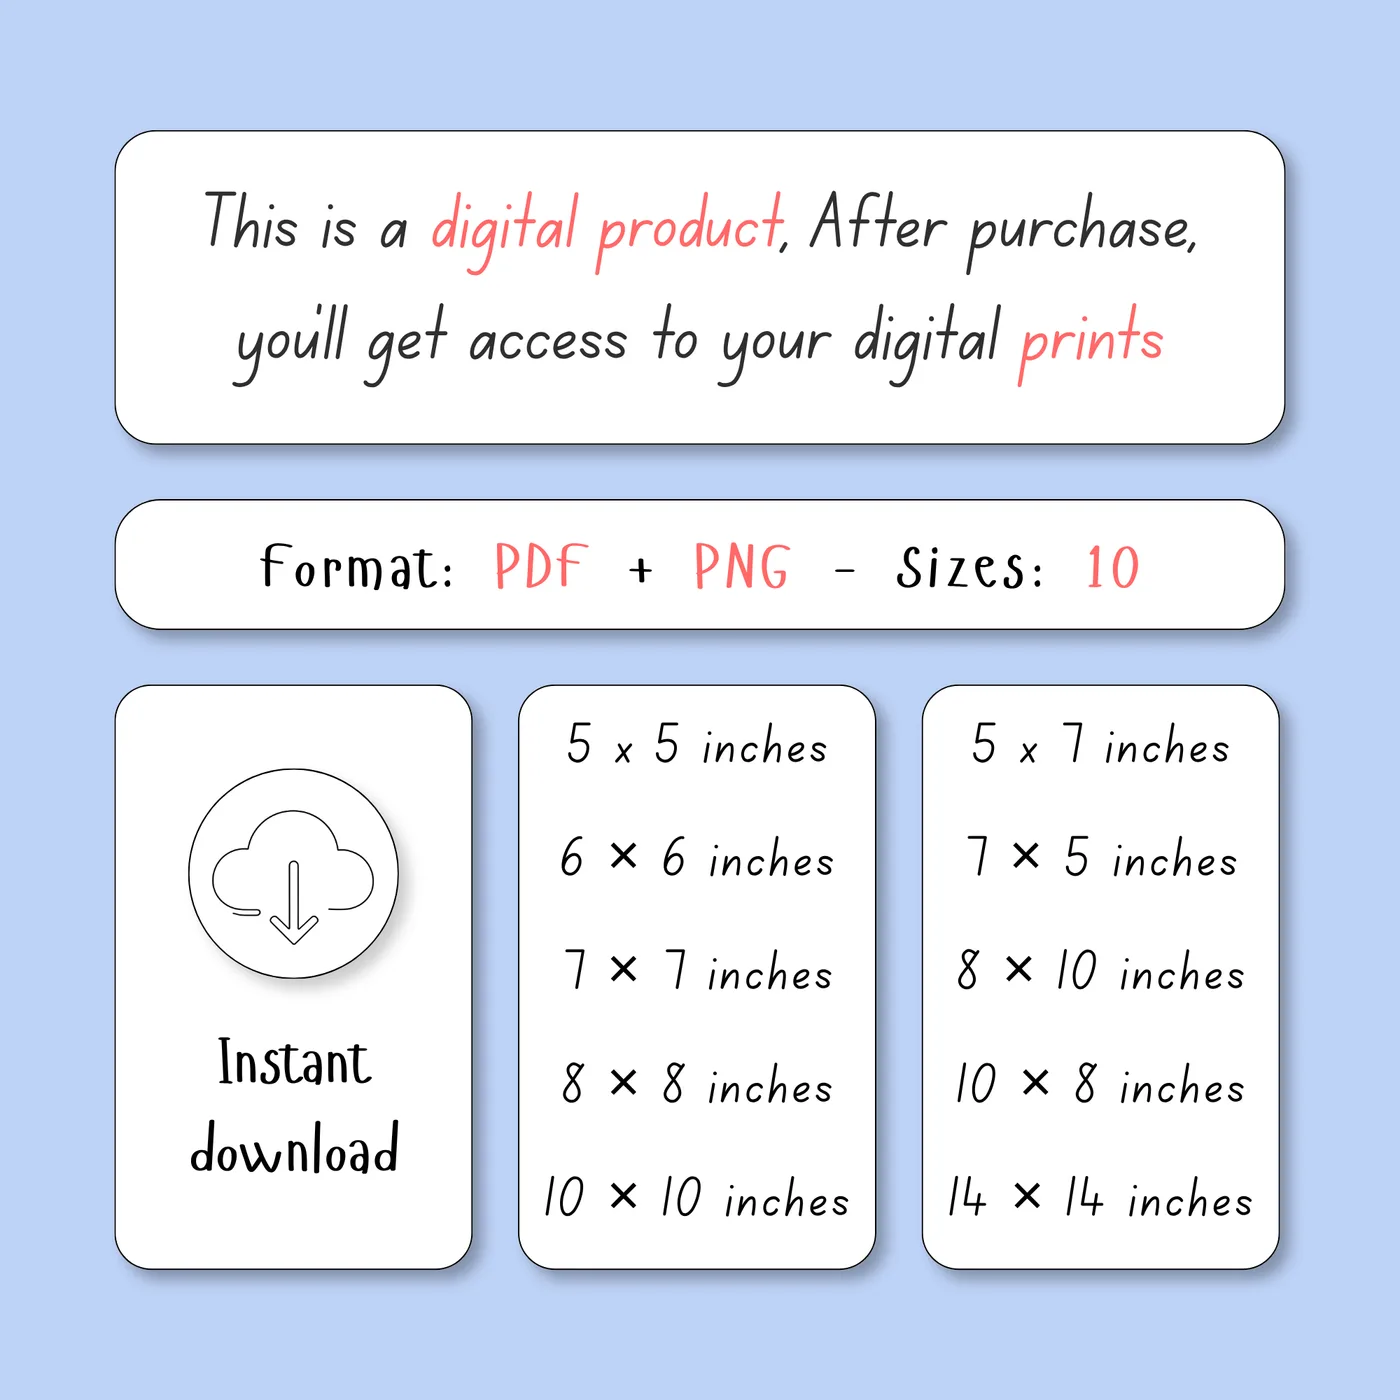 This is a digital product, After purchase,
you'll get access to your digital prints
Format: PDF + PNG - Sizes: 10
Instant
download
5 x 5 inches
6 × 6 inches
7 × 7 inches
8 × 8 inches
10 × 10 inches
5 x 7 inches
7 × 5 inches
8 × 10 inches
10 × 8 inches
14 × 14 inches